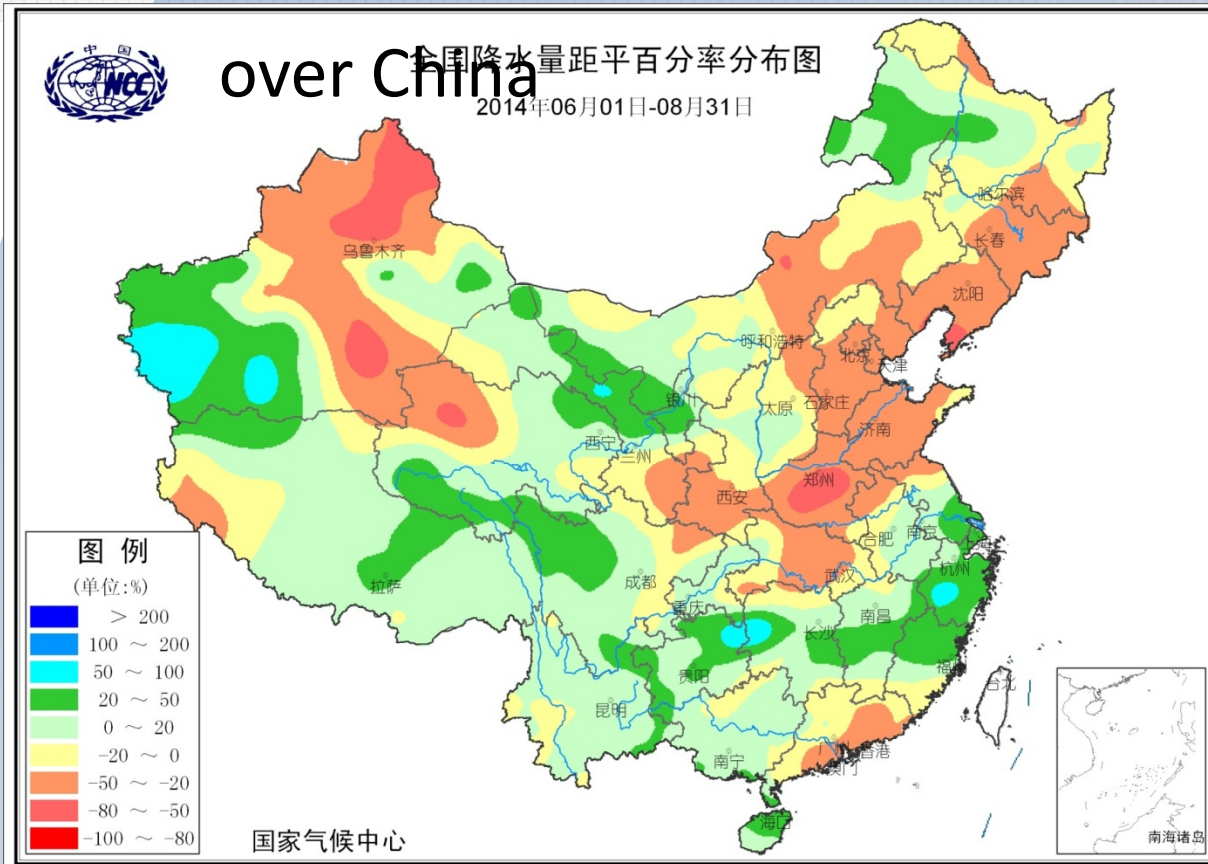 中国
NCC
over China
全国降水量距平百分率分布图
2014年06月01日-08月31日
哈尔滨
长春
乌鲁木齐
沈阳
呼和浩特
北京
天津
银川
太原
石家庄
济南
西宁
兰州
郑州
西安
合肥
南京
上海
杭州
成都
武汉
拉萨
重庆
南昌
长沙
贵阳
福州
台北
昆明
广州
香港
澳门
南宁
海口
图 例
(单位:%)
> 200
100 ~ 200
50 ~ 100
20 ~ 50
0 ~ 20
-20 ~ 0
-50 ~ -20
-80 ~ -50
-100 ~ -80
国家气候中心
南海诸岛